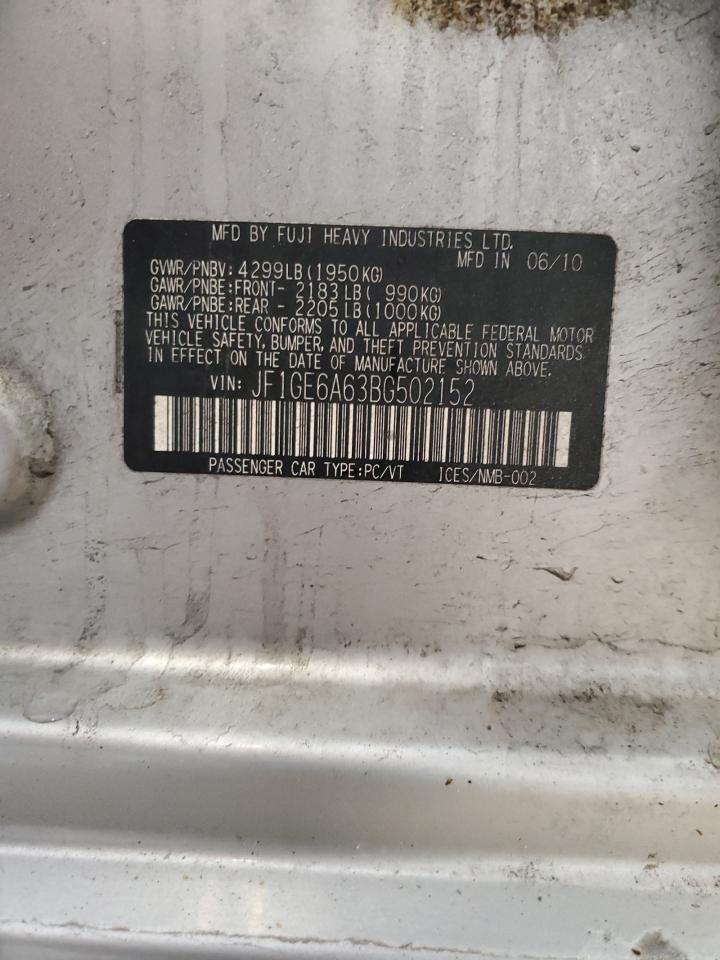 MFD BY FUJI HEAVY INDUSTRIES LTD.
MFD IN 06/10
GVWR/PNBV: 4299LB(1950KG)
GAWR/PNBE:FRONT- 2183LB( 990KG)
GAWR/PNBE:REAR - 2205LB(1000KG)
THIS VEHICLE CONFORMS TO ALL APPLICABLE FEDERAL MOTOR
VEHICLE SAFETY, BUMPER, AND THEFT PREVENTION STANDARDS
IN EFFECT ON THE DATE OF MANUFACTURE SHOWN ABOVE.
VIN: JF1GE6A63BG502152
PASSENGER CAR TYPE:PC/VT ICES/NMB-002